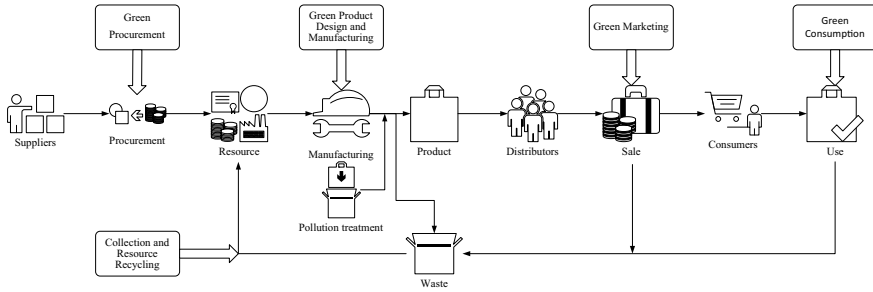 Green
Procurement
Green Product
Design and
Manufacturing
Green Marketing
Green
Consumption
Suppliers
Procurement
Resource
Manufacturing
Product
Distributors
Sale
Consumers
Use
Pollution treatment
Collection and
Resource
Recycling
Waste